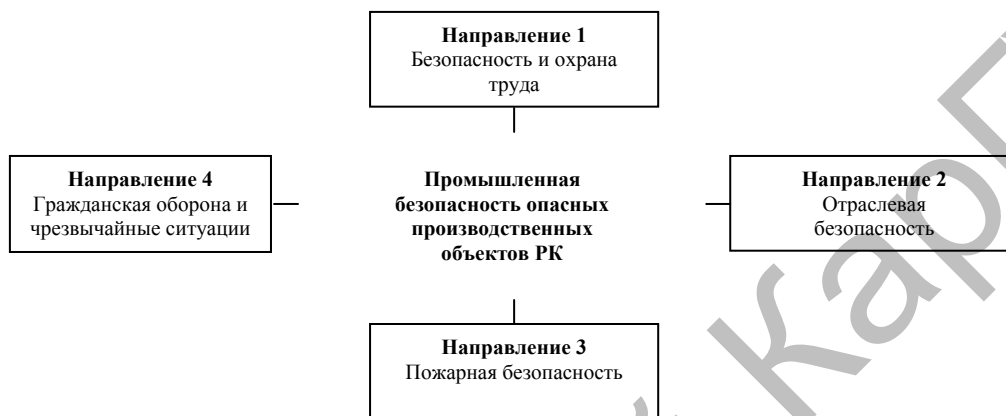 Направление 1
Безопасность и охрана
труда
Направление 4
Гражданская оборона и
чрезвычайные ситуации
Промышленная
безопасность опасных
производственных
объектов РК
Направление 2
Отраслевая
безопасность
Направление 3
Пожарная безопасность